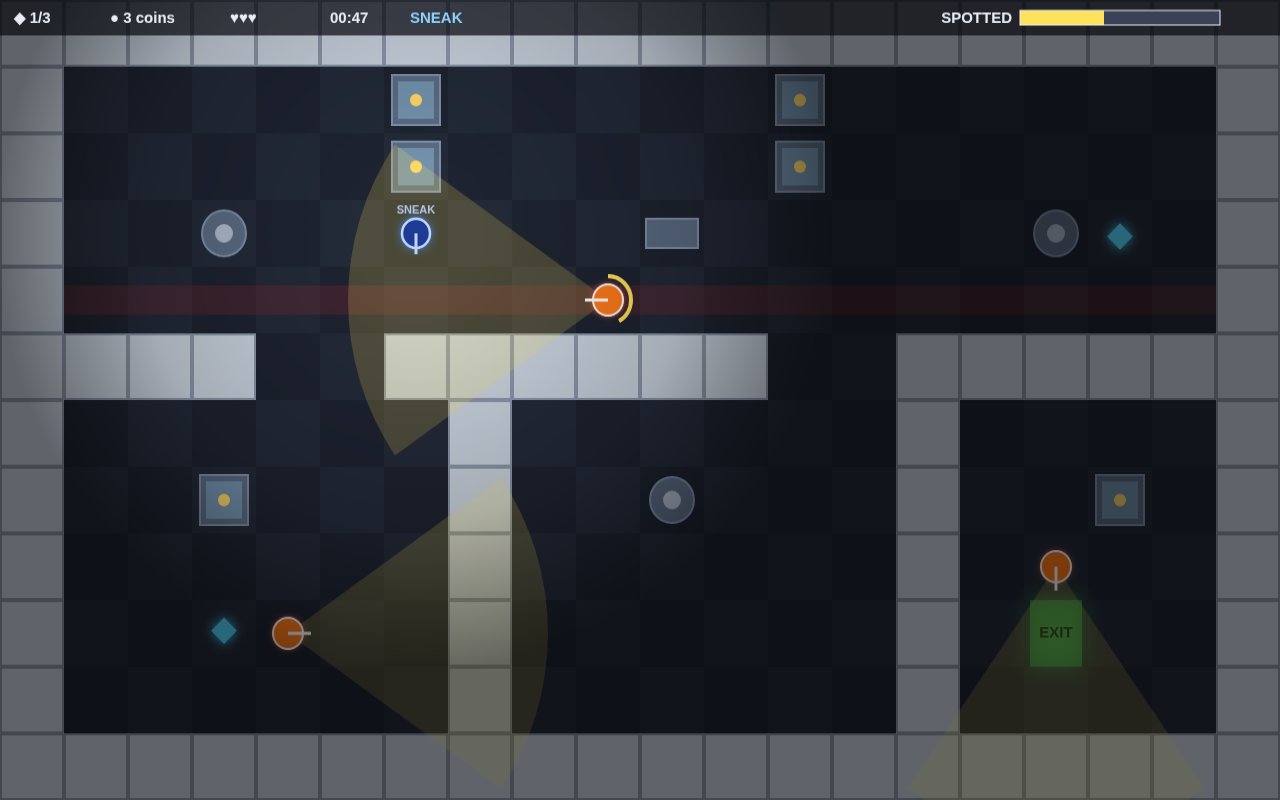 ◆ 1/3 ● 3 coins ♥♥♥ 00:47 SNEAK SPOTTED
SNEAK
EXIT